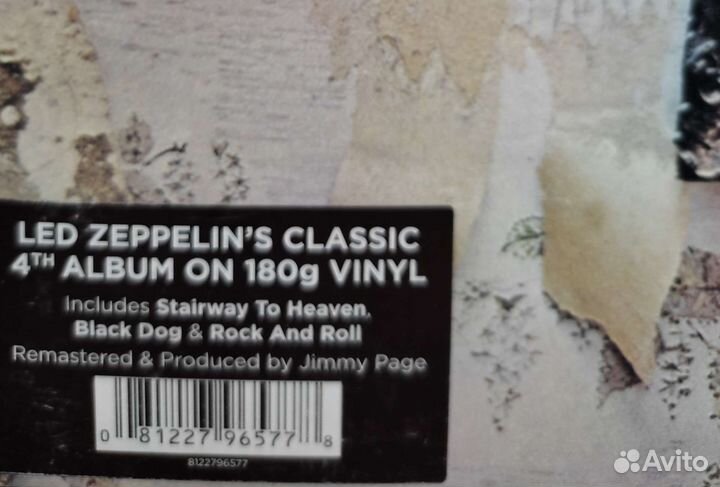 LED ZEPPELIN'S CLASSIC
4TH ALBUM ON 180g VINYL
Includes Stairway To Heaven,
Black Dog & Rock And Roll
Remastered & Produced by Jimmy Page
0 81227 96577 8
8122796577
Avito